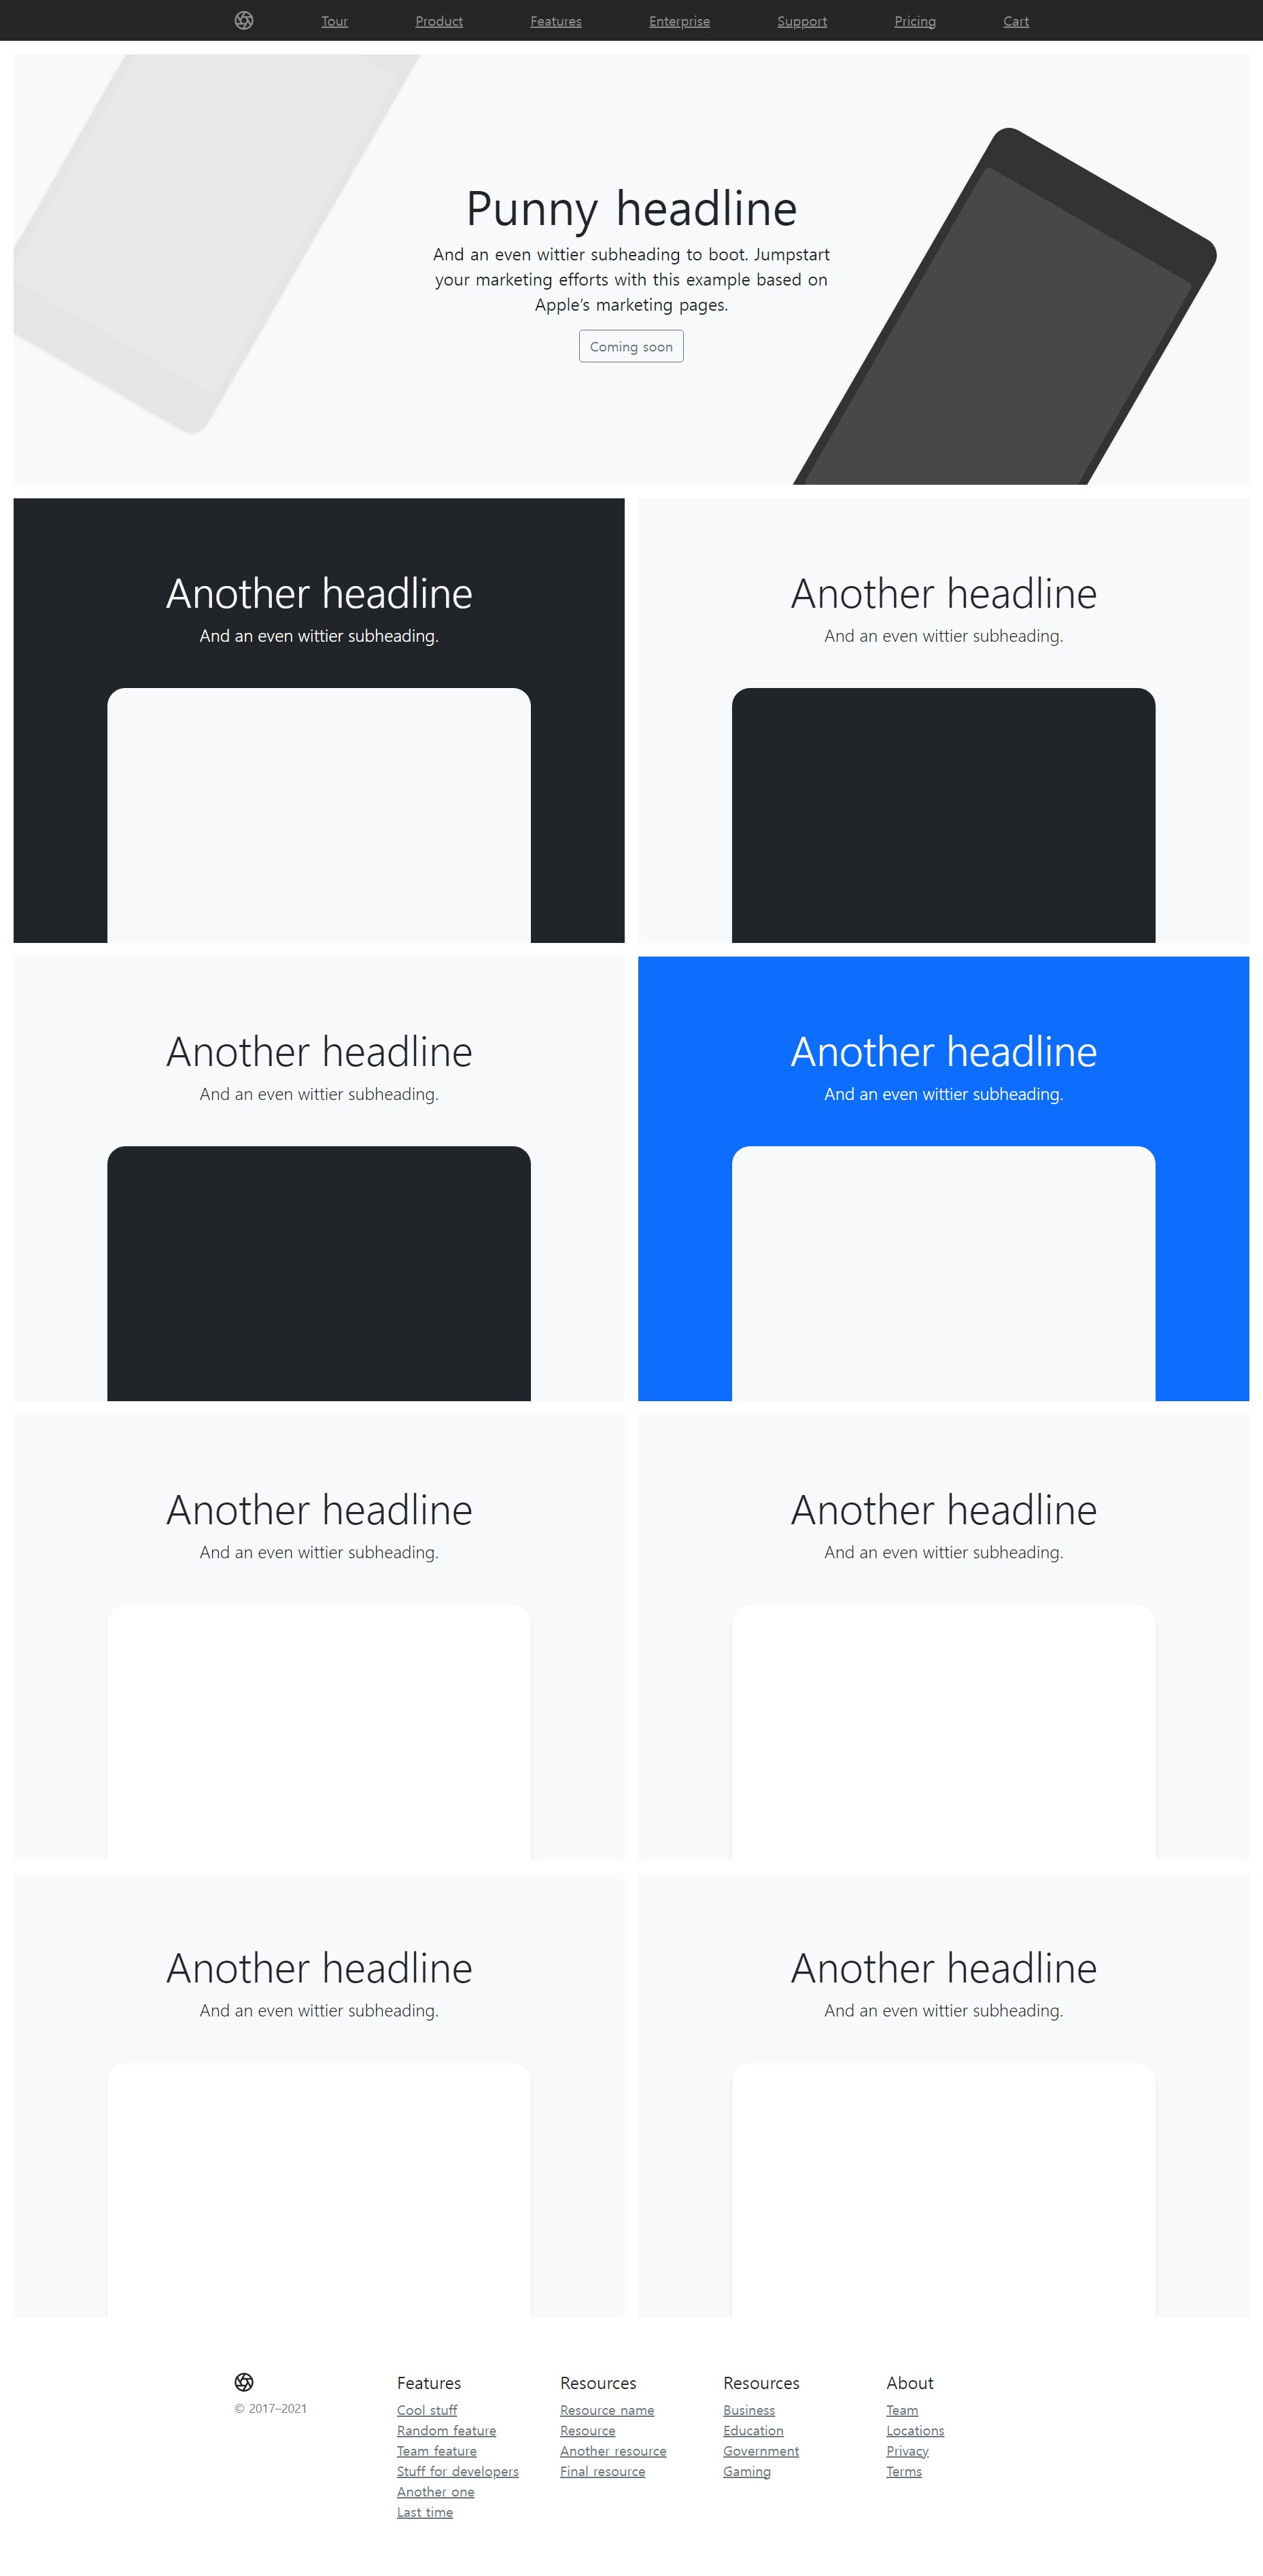 Tour Product Features Enterprise Support Pricing Cart
Punny headline
And an even wittier subheading to boot. Jumpstart
your marketing efforts with this example based on
Apple’s marketing pages.
Coming soon
Another headline
And an even wittier subheading.
Another headline
And an even wittier subheading.
Another headline
And an even wittier subheading.
Another headline
And an even wittier subheading.
Another headline
And an even wittier subheading.
Another headline
And an even wittier subheading.
Another headline
And an even wittier subheading.
Another headline
And an even wittier subheading.
© 2017–2021
Features
Cool stuff
Random feature
Team feature
Stuff for developers
Another one
Last time
Resources
Resource name
Resource
Another resource
Final resource
Resources
Business
Education
Government
Gaming
About
Team
Locations
Privacy
Terms